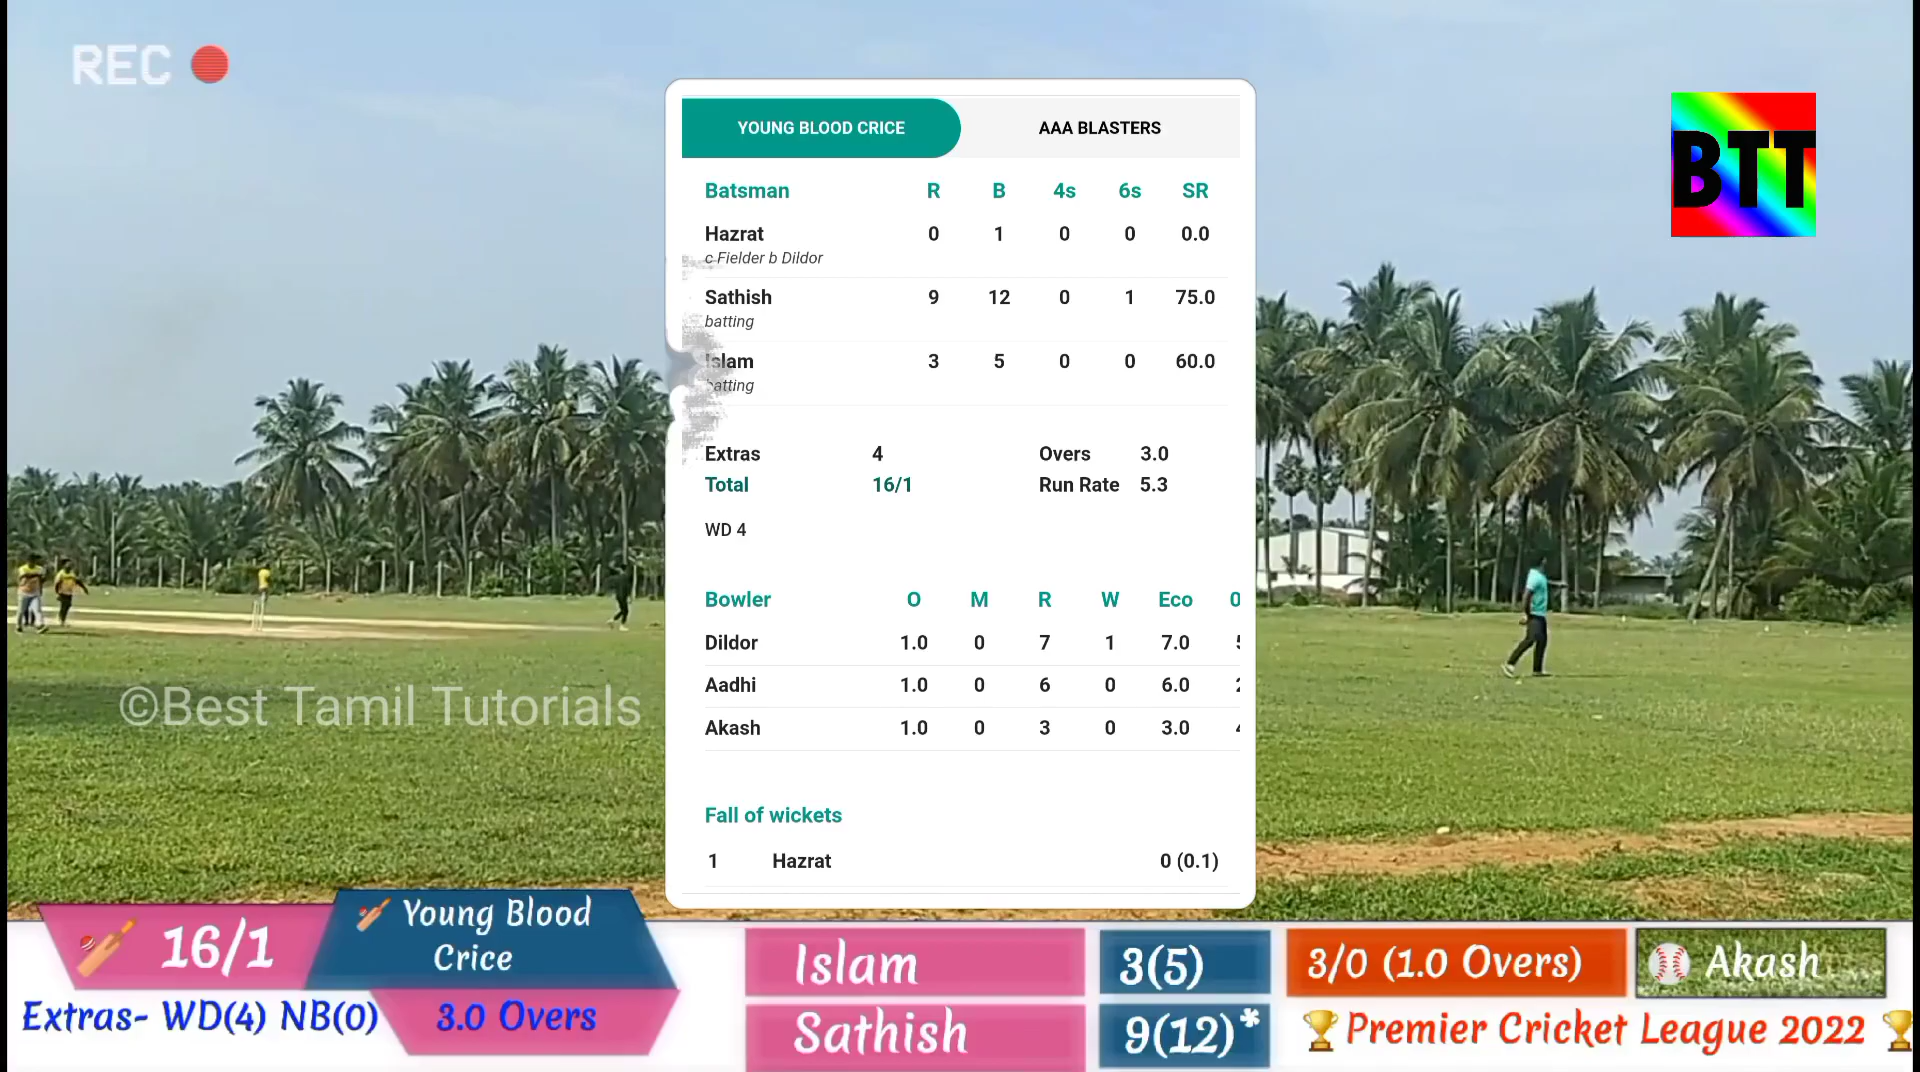 REC
YOUNG BLOOD CRICE AAA BLASTERS
BTT
Batsman R B 4s 6s SR
Hazrat 0 1 0 0 0.0
c Fielder b Dildor
Sathish 9 12 0 1 75.0
batting
Islam 3 5 0 0 60.0
batting
Extras 4 Overs 3.0
Total 16/1 Run Rate 5.3
WD 4
Bowler O M R W Eco 0
Dildor 1.0 0 7 1 7.0
Aadhi 1.0 0 6 0 6.0
Akash 1.0 0 3 0 3.0
©Best Tamil Tutorials
Fall of wickets
1 Hazrat 0 (0.1)
16/1 Young Blood
Crice
Extras- WD(4) NB(0) 3.0 Overs
Islam 3(5) 3/0 (1.0 Overs) Akash
Sathish 9(12)* Premier Cricket League 2022